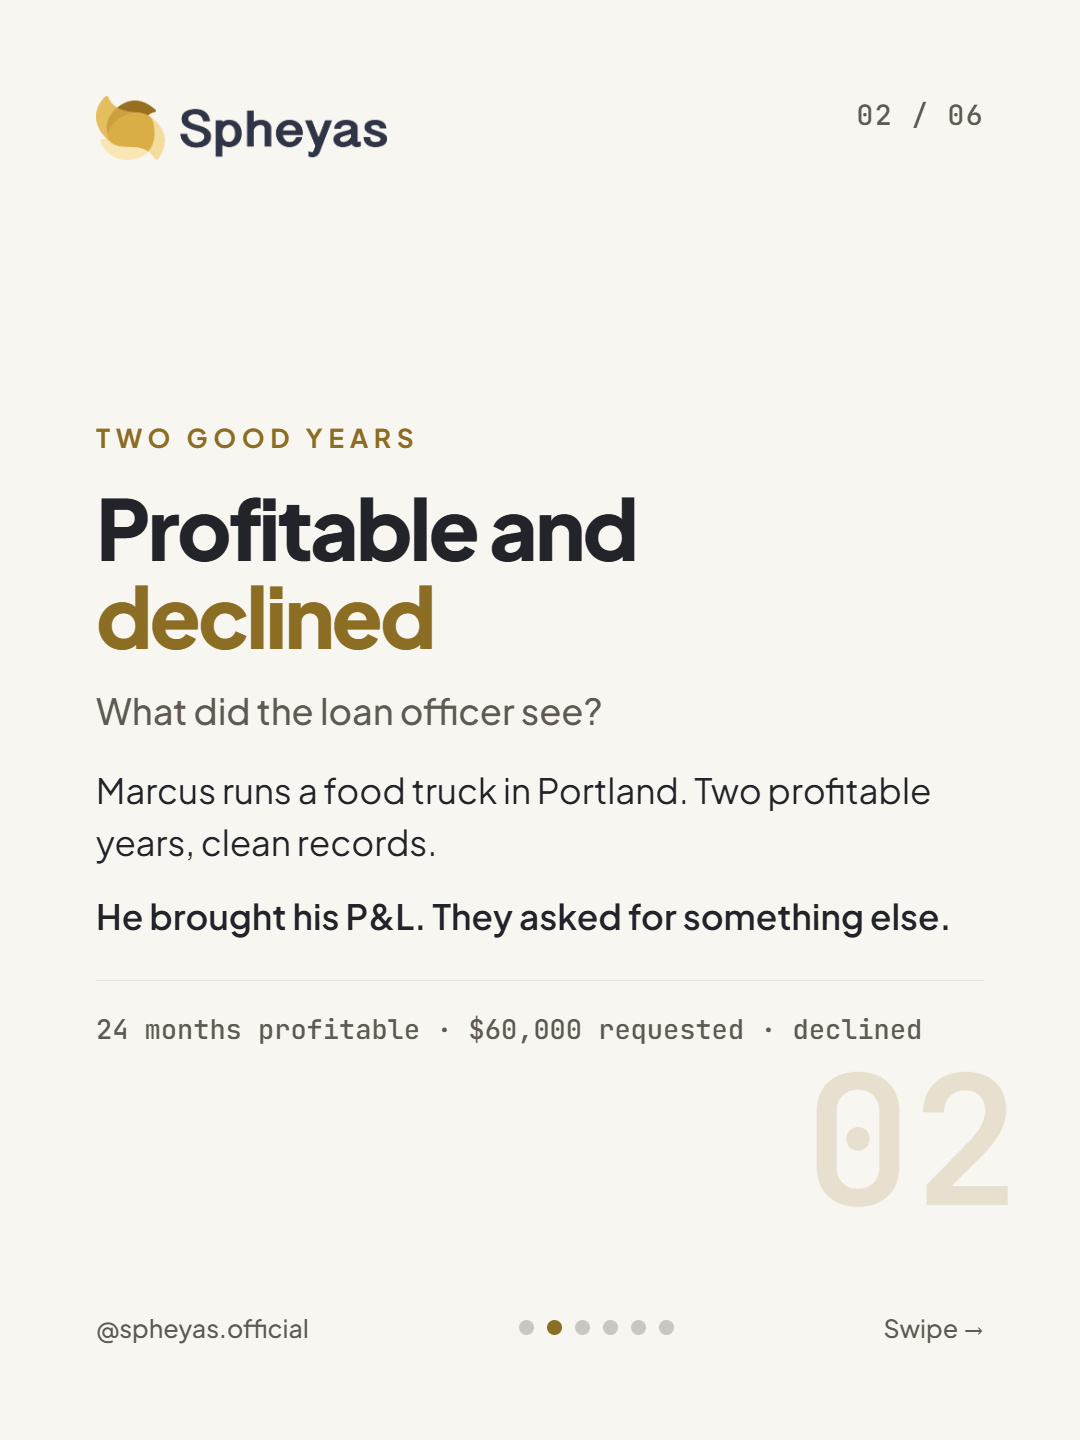 Spheyas
02 / 06
TWO GOOD YEARS
Profitable and
declined
What did the loan officer see?
Marcus runs a food truck in Portland. Two profitable
years, clean records.
He brought his P&L. They asked for something else.
24 months profitable · $60,000 requested · declined
02
@spheyas.official
Swipe →